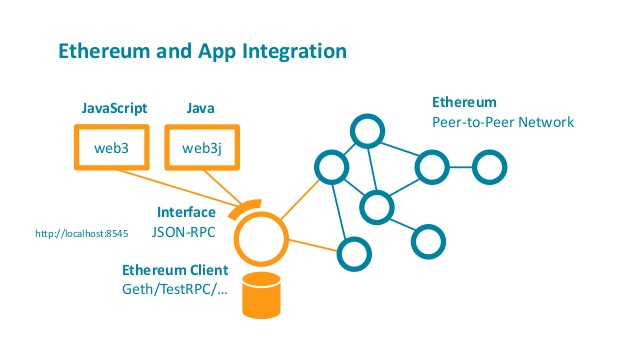 Ethereum and App Integration
JavaScript
Java
web3
web3j
Ethereum
Peer-to-Peer Network
Interface
JSON-RPC
http://localhost:8545
Ethereum Client
Geth/TestRPC/...